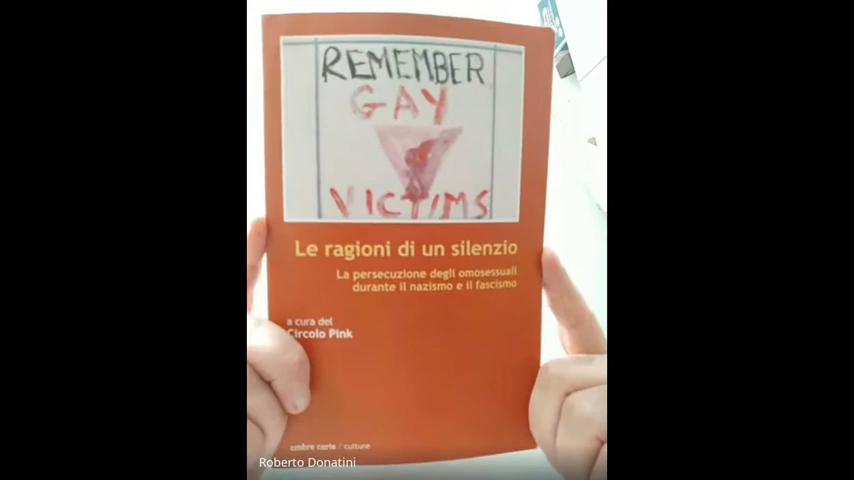 REMEMBER
GAY
VICTIMS
Le ragioni di un silenzio
La persecuzione degli omosessuali
durante il nazismo e il fascismo
a cura del
Circolo Pink
ombre corte / culture
Roberto Donatini